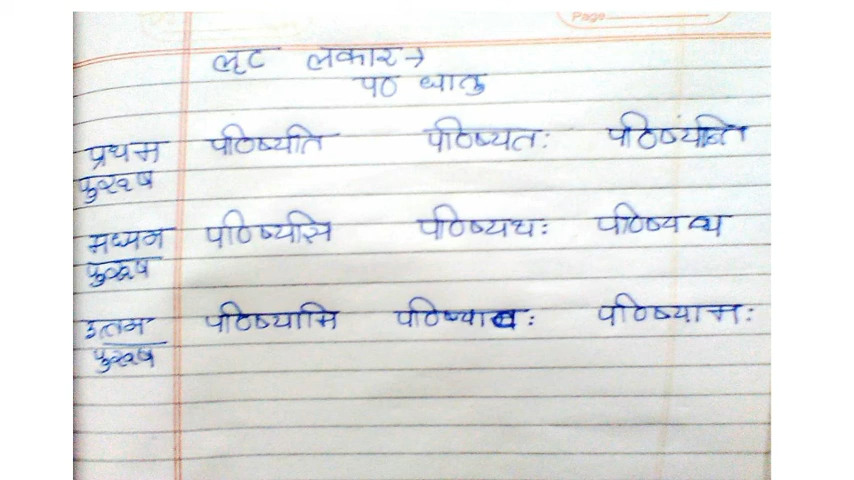 Page
लृट लकार →
पठ धातु
प्रथम पुरुष पठिष्यति पठिष्यतः पठिष्यंन्ति
मध्यम पुरुष पठिष्यसि पठिष्यथः पठिष्यथ
उत्तम पुरुष पठिष्यामि पठिष्यावः पठिष्यामः